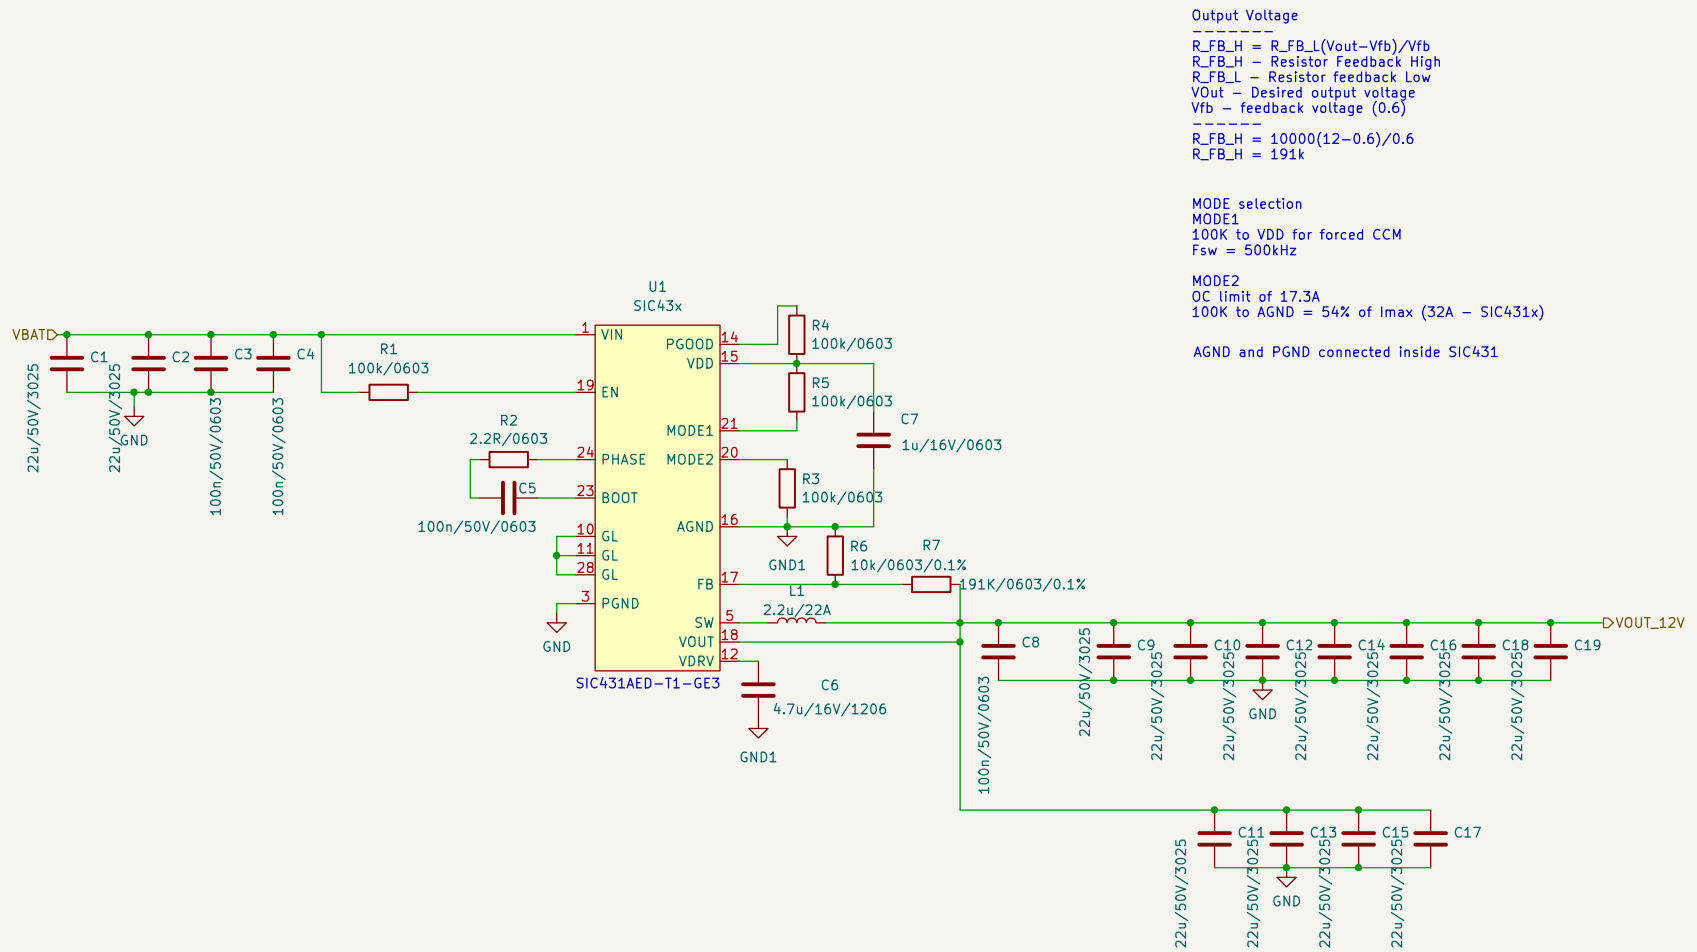 Output Voltage
-------
R_FB_H = R_FB_L(Vout-Vfb)/Vfb
R_FB_H - Resistor Feedback High
R_FB_L - Resistor feedback Low
VOut - Desired output voltage
Vfb - feedback voltage (0.6)
------
R_FB_H = 10000(12-0.6)/0.6
R_FB_H = 191k
MODE selection
MODE1
100K to VDD for forced CCM
Fsw = 500kHz
MODE2
OC limit of 17.3A
100K to AGND = 54% of Imax (32A - SIC431x)
AGND and PGND connected inside SIC431
VBAT
C1
22u/50V/3025
C2
22u/50V/3025
C3
100n/50V/0603
C4
100n/50V/0603
GND
R1
100k/0603
R2
2.2R/0603
C5
100n/50V/0603
GND
U1
SIC43x
1
VIN
19
EN
24
PHASE
23
BOOT
10
GL
11
GL
28
GL
3
PGND
PGOOD
14
VDD
15
MODE1
21
MODE2
20
AGND
16
FB
17
SW
5
VOUT
18
VDRV
12
SIC431AED-T1-GE3
R4
100k/0603
R5
100k/0603
C7
1u/16V/0603
R3
100k/0603
GND1
R6
10k/0603/0.1%
R7
191K/0603/0.1%
L1
2.2u/22A
C6
4.7u/16V/1206
GND1
C8
100n/50V/0603
C9
22u/50V/3025
C10
22u/50V/3025
C12
22u/50V/3025
C14
22u/50V/3025
C16
22u/50V/3025
C18
22u/50V/3025
C19
22u/50V/3025
GND
VOUT_12V
C11
22u/50V/3025
C13
22u/50V/3025
C15
22u/50V/3025
C17
22u/50V/3025
GND